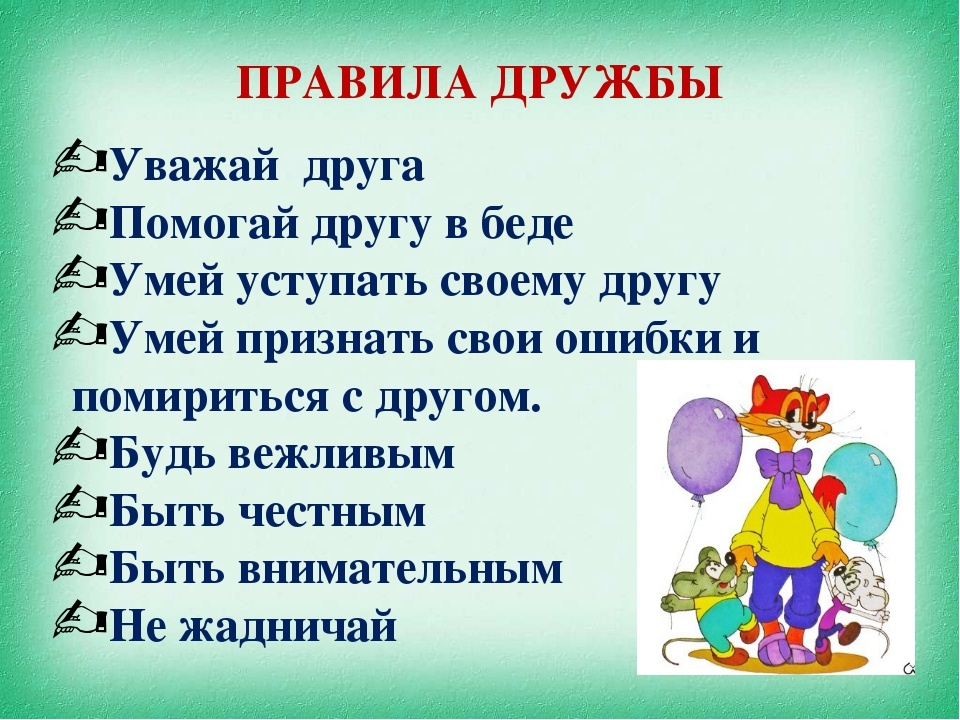 ПРАВИЛА ДРУЖБЫ
Уважай друга
Помогай другу в беде
Умей уступать своему другу
Умей признать свои ошибки и
помириться с другом.
Будь вежливым
Быть честным
Быть внимательным
Не жадничай